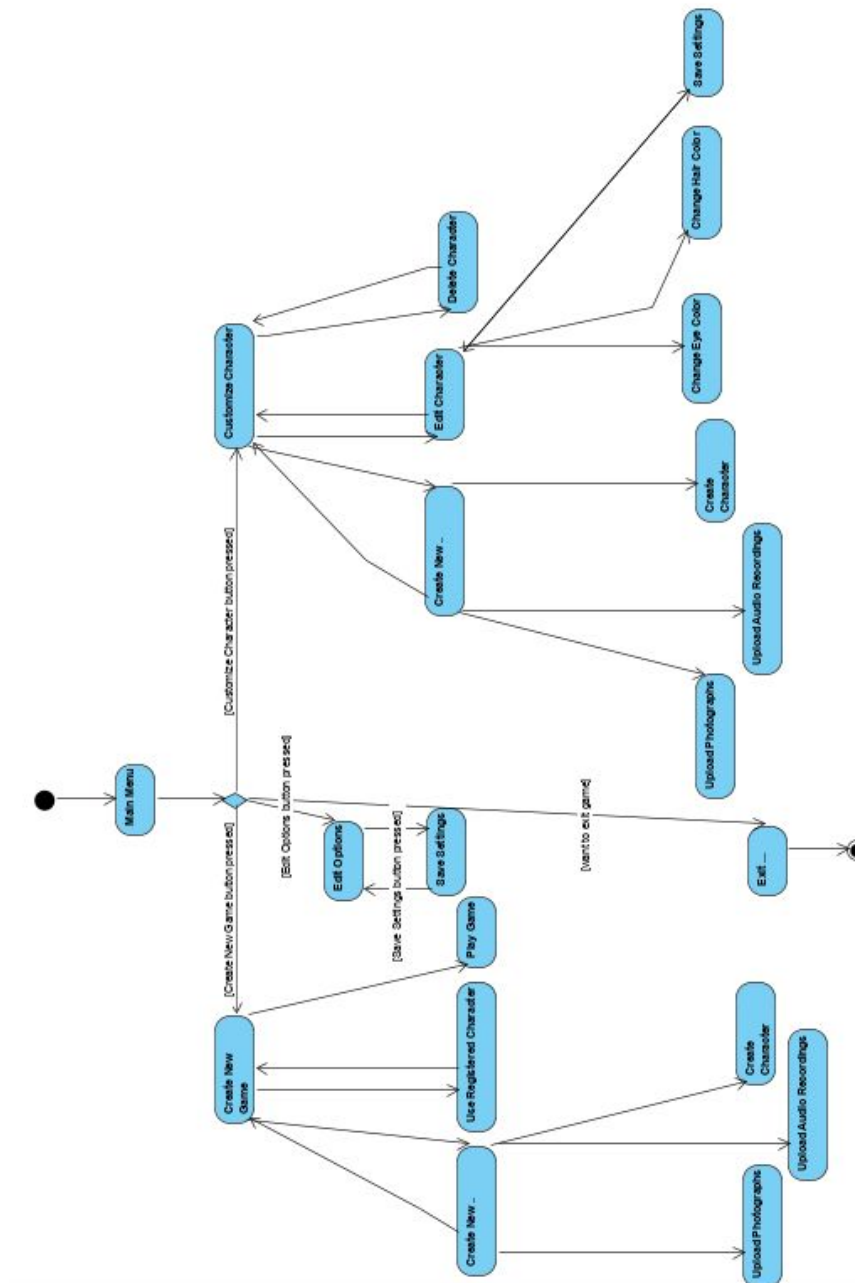 Main Menu
[Create New Game button pressed]
[Customize Character button pressed]
[Edit Options button pressed]
[Save Settings button pressed]
[want to exit game]
Create New
Game
Customize Character
Edit Options
Save Settings
Create New ..
Use Registered Character
Play Game
Create New ..
Edit Character
Delete Character
Upload Photographs
Upload Audio Recordings
Create
Character
Exit ...
Upload Photographs
Upload Audio Recordings
Create
Character
Change Eye Color
Change Hair Color
Save Settings